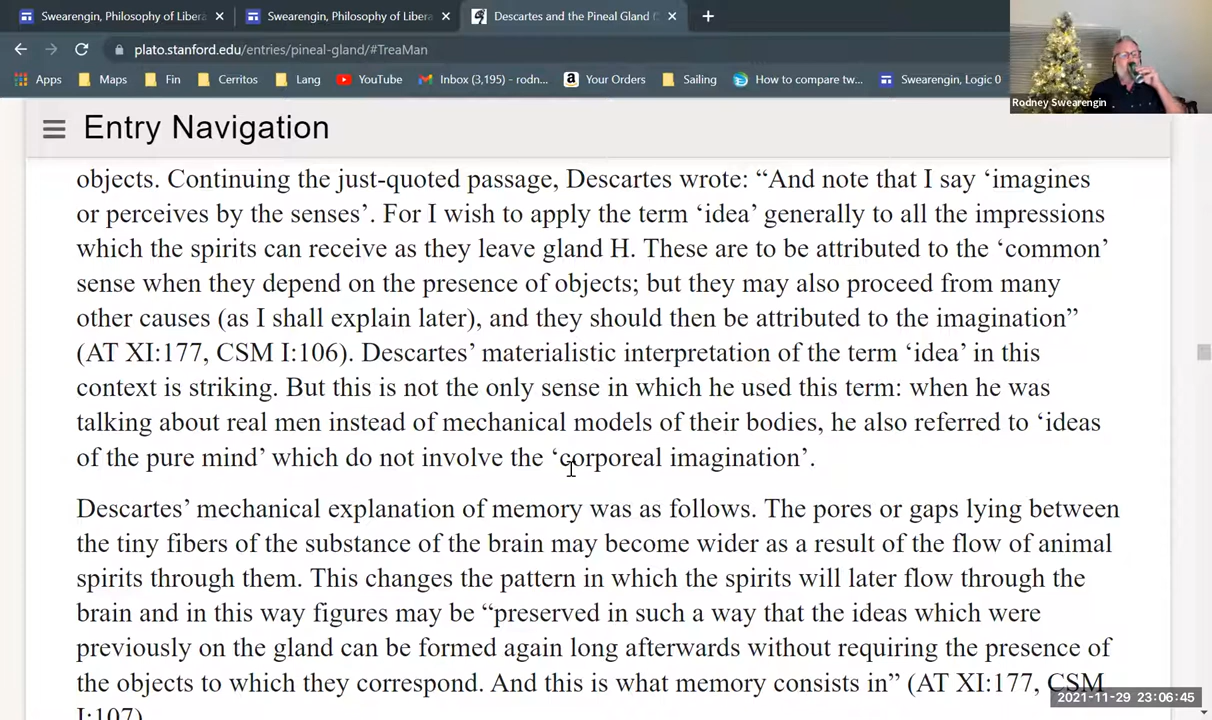 Swearengin, Philosophy of Libera
Swearengin, Philosophy of Libera
Descartes and the Pineal Gland (
plato.stanford.edu/entries/pineal-gland/#TreaMan
Apps
Maps
Fin
Cerritos
Lang
YouTube
Inbox (3,195) - rodn...
Your Orders
Sailing
How to compare tw...
Swearengin, Logic 0
Rodney Swearengin
Entry Navigation
objects. Continuing the just-quoted passage, Descartes wrote: “And note that I say ‘imagines
or perceives by the senses’. For I wish to apply the term ‘idea’ generally to all the impressions
which the spirits can receive as they leave gland H. These are to be attributed to the ‘common’
sense when they depend on the presence of objects; but they may also proceed from many
other causes (as I shall explain later), and they should then be attributed to the imagination”
(AT XI:177, CSM I:106). Descartes’ materialistic interpretation of the term ‘idea’ in this
context is striking. But this is not the only sense in which he used this term: when he was
talking about real men instead of mechanical models of their bodies, he also referred to ‘ideas
of the pure mind’ which do not involve the ‘corporeal imagination’.
Descartes’ mechanical explanation of memory was as follows. The pores or gaps lying between
the tiny fibers of the substance of the brain may become wider as a result of the flow of animal
spirits through them. This changes the pattern in which the spirits will later flow through the
brain and in this way figures may be “preserved in such a way that the ideas which were
previously on the gland can be formed again long afterwards without requiring the presence of
the objects to which they correspond. And this is what memory consists in” (AT XI:177, CSM
I:107).
2021-11-29 23:06:45